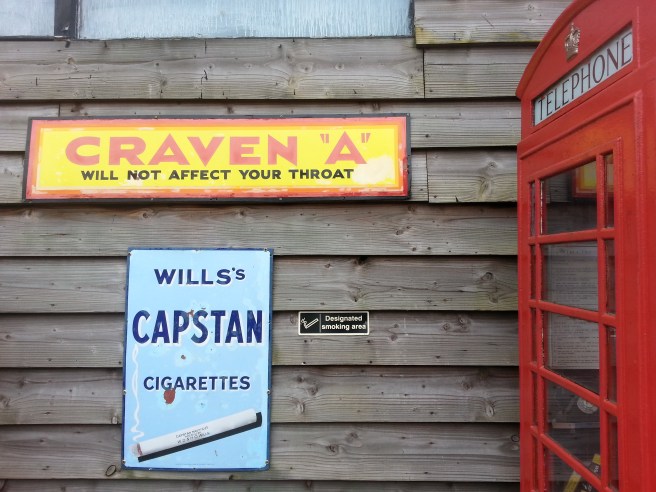 CRAVEN "A"
WILL NOT AFFECT YOUR THROAT
TELEPHONE
WILLS's
CAPSTAN
CIGARETTES
Designated
smoking area